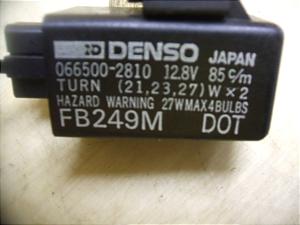 DENSO JAPAN
066500-2810 12.8V 85c/m
TURN (21,23,27)W×2
HAZARD WARNING 27WMAX4BULBS
FB249M DOT